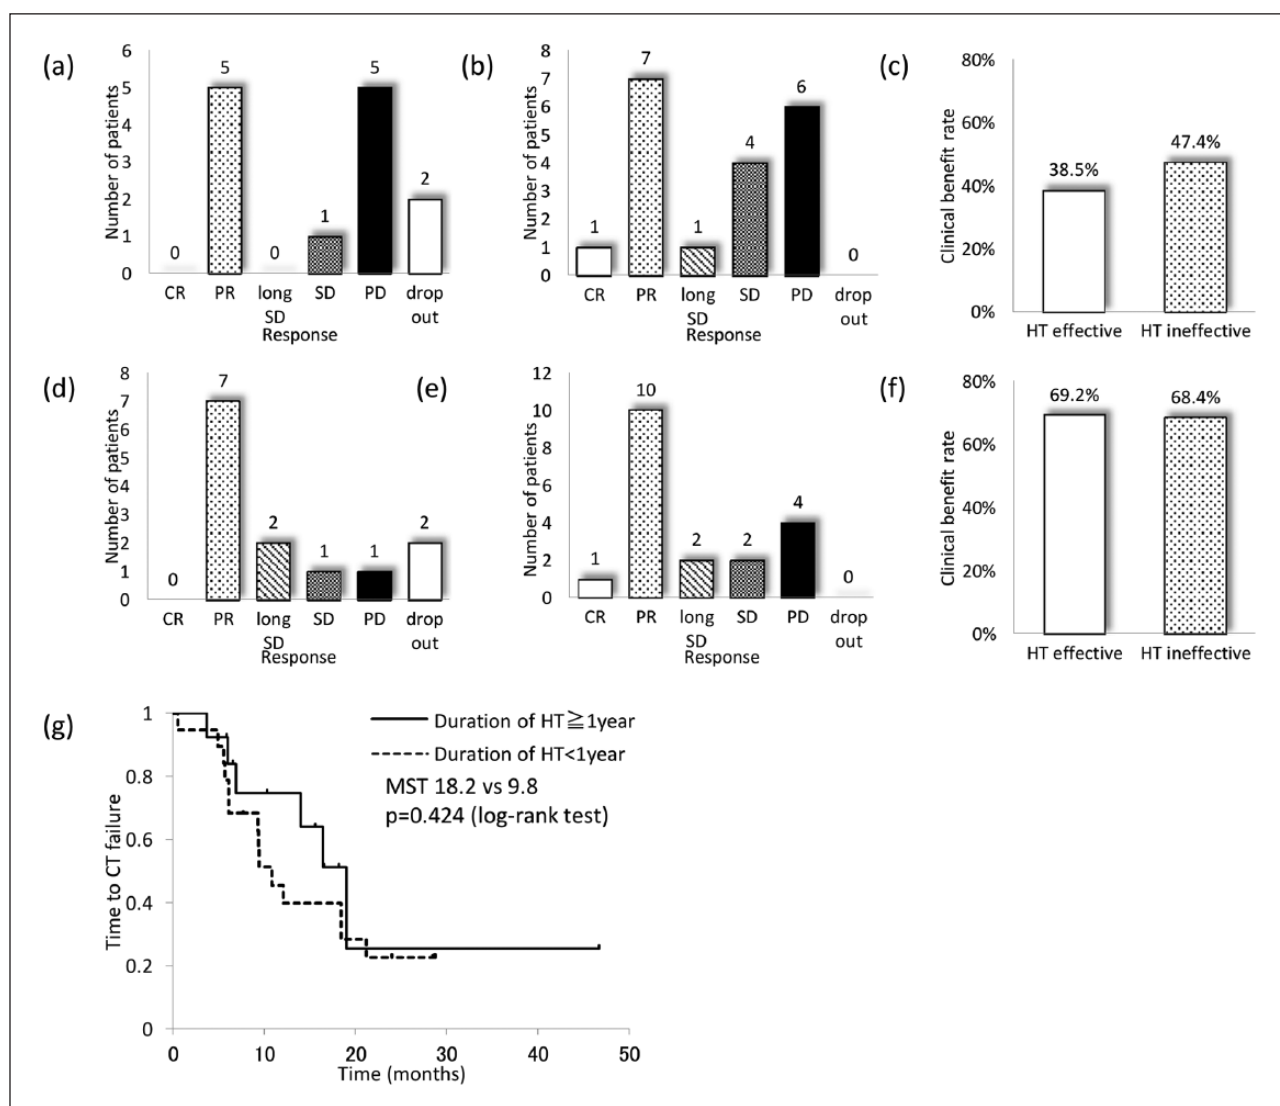 (a)
Number of patients
6
5
4
3
2
1
0
0
5
0
1
5
2
CR PR long SD PD drop
SD out
Response
(b)
Number of patients
8
7
6
5
4
3
2
1
0
1
7
1
4
6
0
CR PR long SD PD drop
SD out
Response
(c)
Clinical benefit rate
80%
60%
40%
20%
0%
38.5%
47.4%
HT effective HT ineffective
(d)
Number of patients
8
7
6
5
4
3
2
1
0
0
7
2
1
1
2
CR PR long SD PD drop
SD out
Response
(e)
Number of patients
12
10
8
6
4
2
0
1
10
2
2
4
0
CR PR long SD PD drop
SD out
Response
(f)
Clinical benefit rate
80%
60%
40%
20%
0%
69.2%
68.4%
HT effective HT ineffective
(g)
Time to CT failure
1
0.8
0.6
0.4
0.2
0
Duration of HT≧1year
Duration of HT<1year
MST 18.2 vs 9.8
p=0.424 (log-rank test)
0 10 20 30 40 50
Time (months)